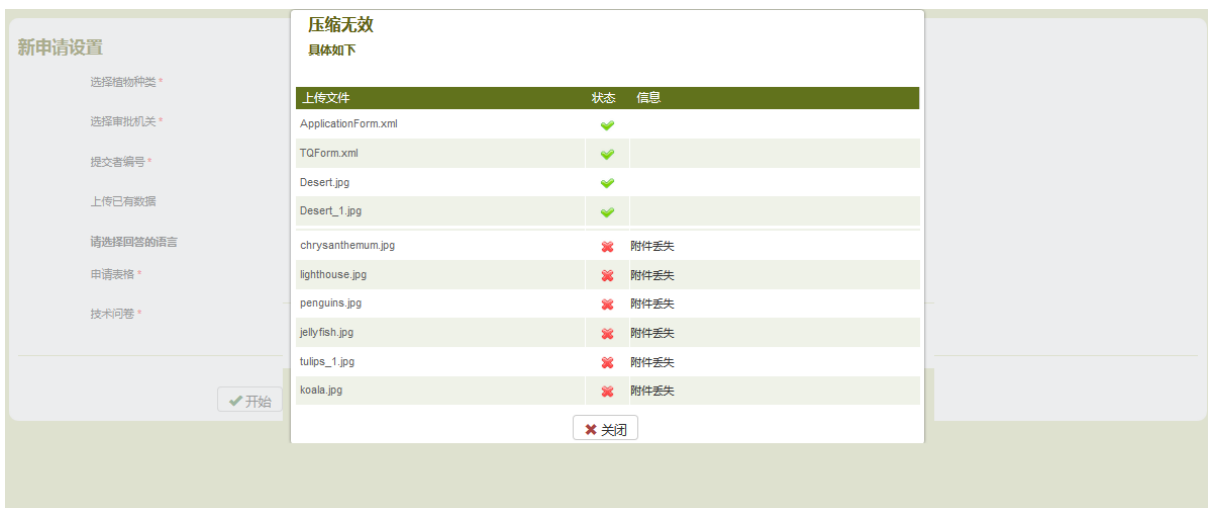 压缩无效
具体如下
新申请设置
选择植物种类 *
选择审批机关 *
提交者编号 *
上传已有数据
请选择回答的语言
申请表格 *
技术问卷 *
开始
上传文件 状态 信息
ApplicationForm.xml
TQForm.xml
Desert.jpg
Desert_1.jpg
chrysanthemum.jpg 附件丢失
lighthouse.jpg 附件丢失
penguins.jpg 附件丢失
jellyfish.jpg 附件丢失
tulips_1.jpg 附件丢失
koala.jpg 附件丢失
关闭